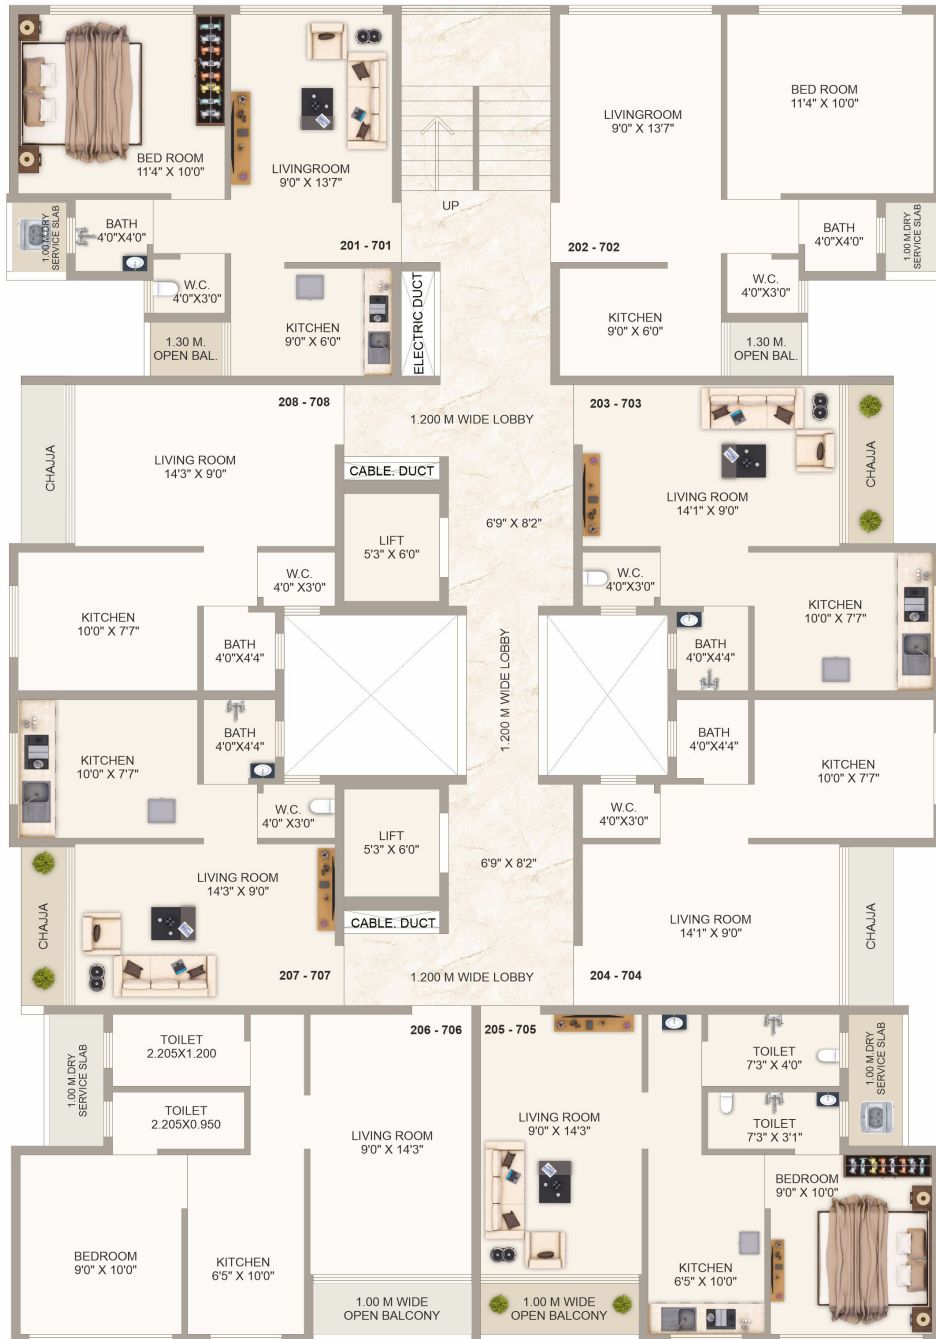 BED ROOM
11'4" X 10'0"
LIVINGROOM
9'0" X 13'7"
LIVINGROOM
9'0" X 13'7"
BED ROOM
11'4" X 10'0"
UP
1.00 M.DRY
SERVICE SLAB
BATH
4'0"X4'0"
201 - 701
202 - 702
BATH
4'0"X4'0"
1.00 M.DRY
SERVICE SLAB
W.C.
4'0"X3'0"
KITCHEN
9'0" X 6'0"
ELECTRIC DUCT
KITCHEN
9'0" X 6'0"
W.C.
4'0"X3'0"
1.30 M.
OPEN BAL.
1.30 M.
OPEN BAL.
208 - 708
1.200 M WIDE LOBBY
203 - 703
CHAJJA
LIVING ROOM
14'3" X 9'0"
CABLE. DUCT
LIFT
5'3" X 6'0"
6'9" X 8'2"
LIVING ROOM
14'1" X 9'0"
CHAJJA
W.C.
4'0" X3'0"
W.C.
4'0"X3'0"
KITCHEN
10'0" X 7'7"
BATH
4'0"X4'4"
1.200 M WIDE LOBBY
BATH
4'0"X4'4"
KITCHEN
10'0" X 7'7"
KITCHEN
10'0" X 7'7"
BATH
4'0"X4'4"
BATH
4'0"X4'4"
KITCHEN
10'0" X 7'7"
W.C.
4'0" X3'0"
LIFT
5'3" X 6'0"
6'9" X 8'2"
W.C.
4'0"X3'0"
CHAJJA
LIVING ROOM
14'3" X 9'0"
CABLE. DUCT
LIVING ROOM
14'1" X 9'0"
CHAJJA
207 - 707
1.200 M WIDE LOBBY
204 - 704
206 - 706
205 - 705
1.00 M.DRY
SERVICE SLAB
TOILET
2.205X1.200
TOILET
2.205X0.950
LIVING ROOM
9'0" X 14'3"
LIVING ROOM
9'0" X 14'3"
TOILET
7'3" X 4'0"
TOILET
7'3" X 3'1"
1.00 M.DRY
SERVICE SLAB
BEDROOM
9'0" X 10'0"
BEDROOM
9'0" X 10'0"
KITCHEN
6'5" X 10'0"
KITCHEN
6'5" X 10'0"
1.00 M WIDE
OPEN BALCONY
1.00 M WIDE
OPEN BALCONY